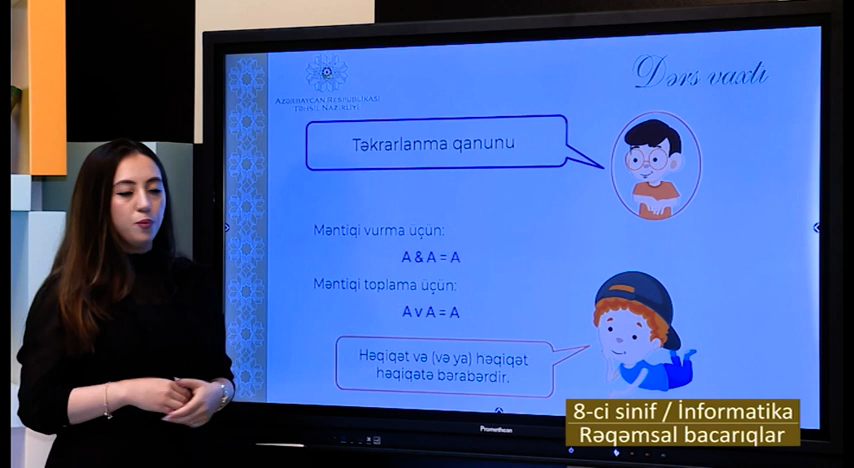 Dərs vaxtı
AZƏRBAYCAN RESPUBLİKASI
TƏHSİL NAZİRLİYİ
Təkrarlanma qanunu
Məntiqi vurma üçün:
A & A = A
Məntiqi toplama üçün:
A v A = A
Həqiqət və (və ya) həqiqət
həqiqətə bərabərdir.
Promethean
8-ci sinif / İnformatika
Rəqəmsal bacarıqlar